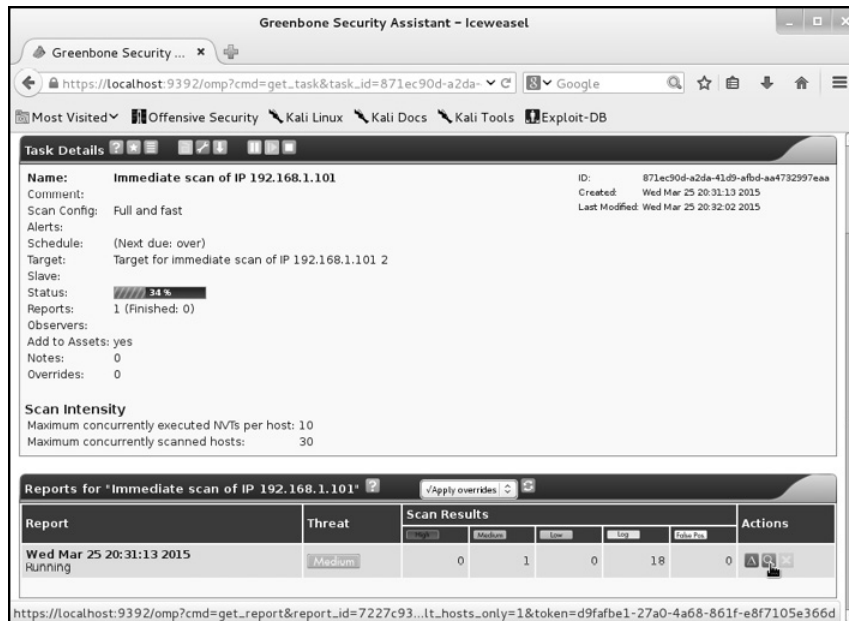 Greenbone Security Assistant - Iceweasel
Greenbone Security ... ×
https://localhost:9392/omp?cmd=get_task&task_id=871ec90d-a2da- Google
Most Visited Offensive Security Kali Linux Kali Docs Kali Tools Exploit-DB
Task Details
Name: Immediate scan of IP 192.168.1.101
ID: 871ec90d-a2da-41d9-afbd-aa4732997eaa
Comment:
Created: Wed Mar 25 20:31:13 2015
Scan Config: Full and fast
Last Modified: Wed Mar 25 20:32:02 2015
Alerts:
Schedule: (Next due: over)
Target: Target for immediate scan of IP 192.168.1.101 2
Slave:
Status: 34 %
Reports: 1 (Finished: 0)
Observers:
Add to Assets: yes
Notes: 0
Overrides: 0
Scan Intensity
Maximum concurrently executed NVTs per host: 10
Maximum concurrently scanned hosts: 30
Reports for "Immediate scan of IP 192.168.1.101" ? √Apply overrides
Report Threat Scan Results Actions
High Medium Low Log False Pos.
Wed Mar 25 20:31:13 2015
Running Medium 0 1 0 18 0
https://localhost:9392/omp?cmd=get_report&report_id=7227c93...lt_hosts_only=1&token=d9fafbe1-27a0-4a68-861f-e8f7105e366d